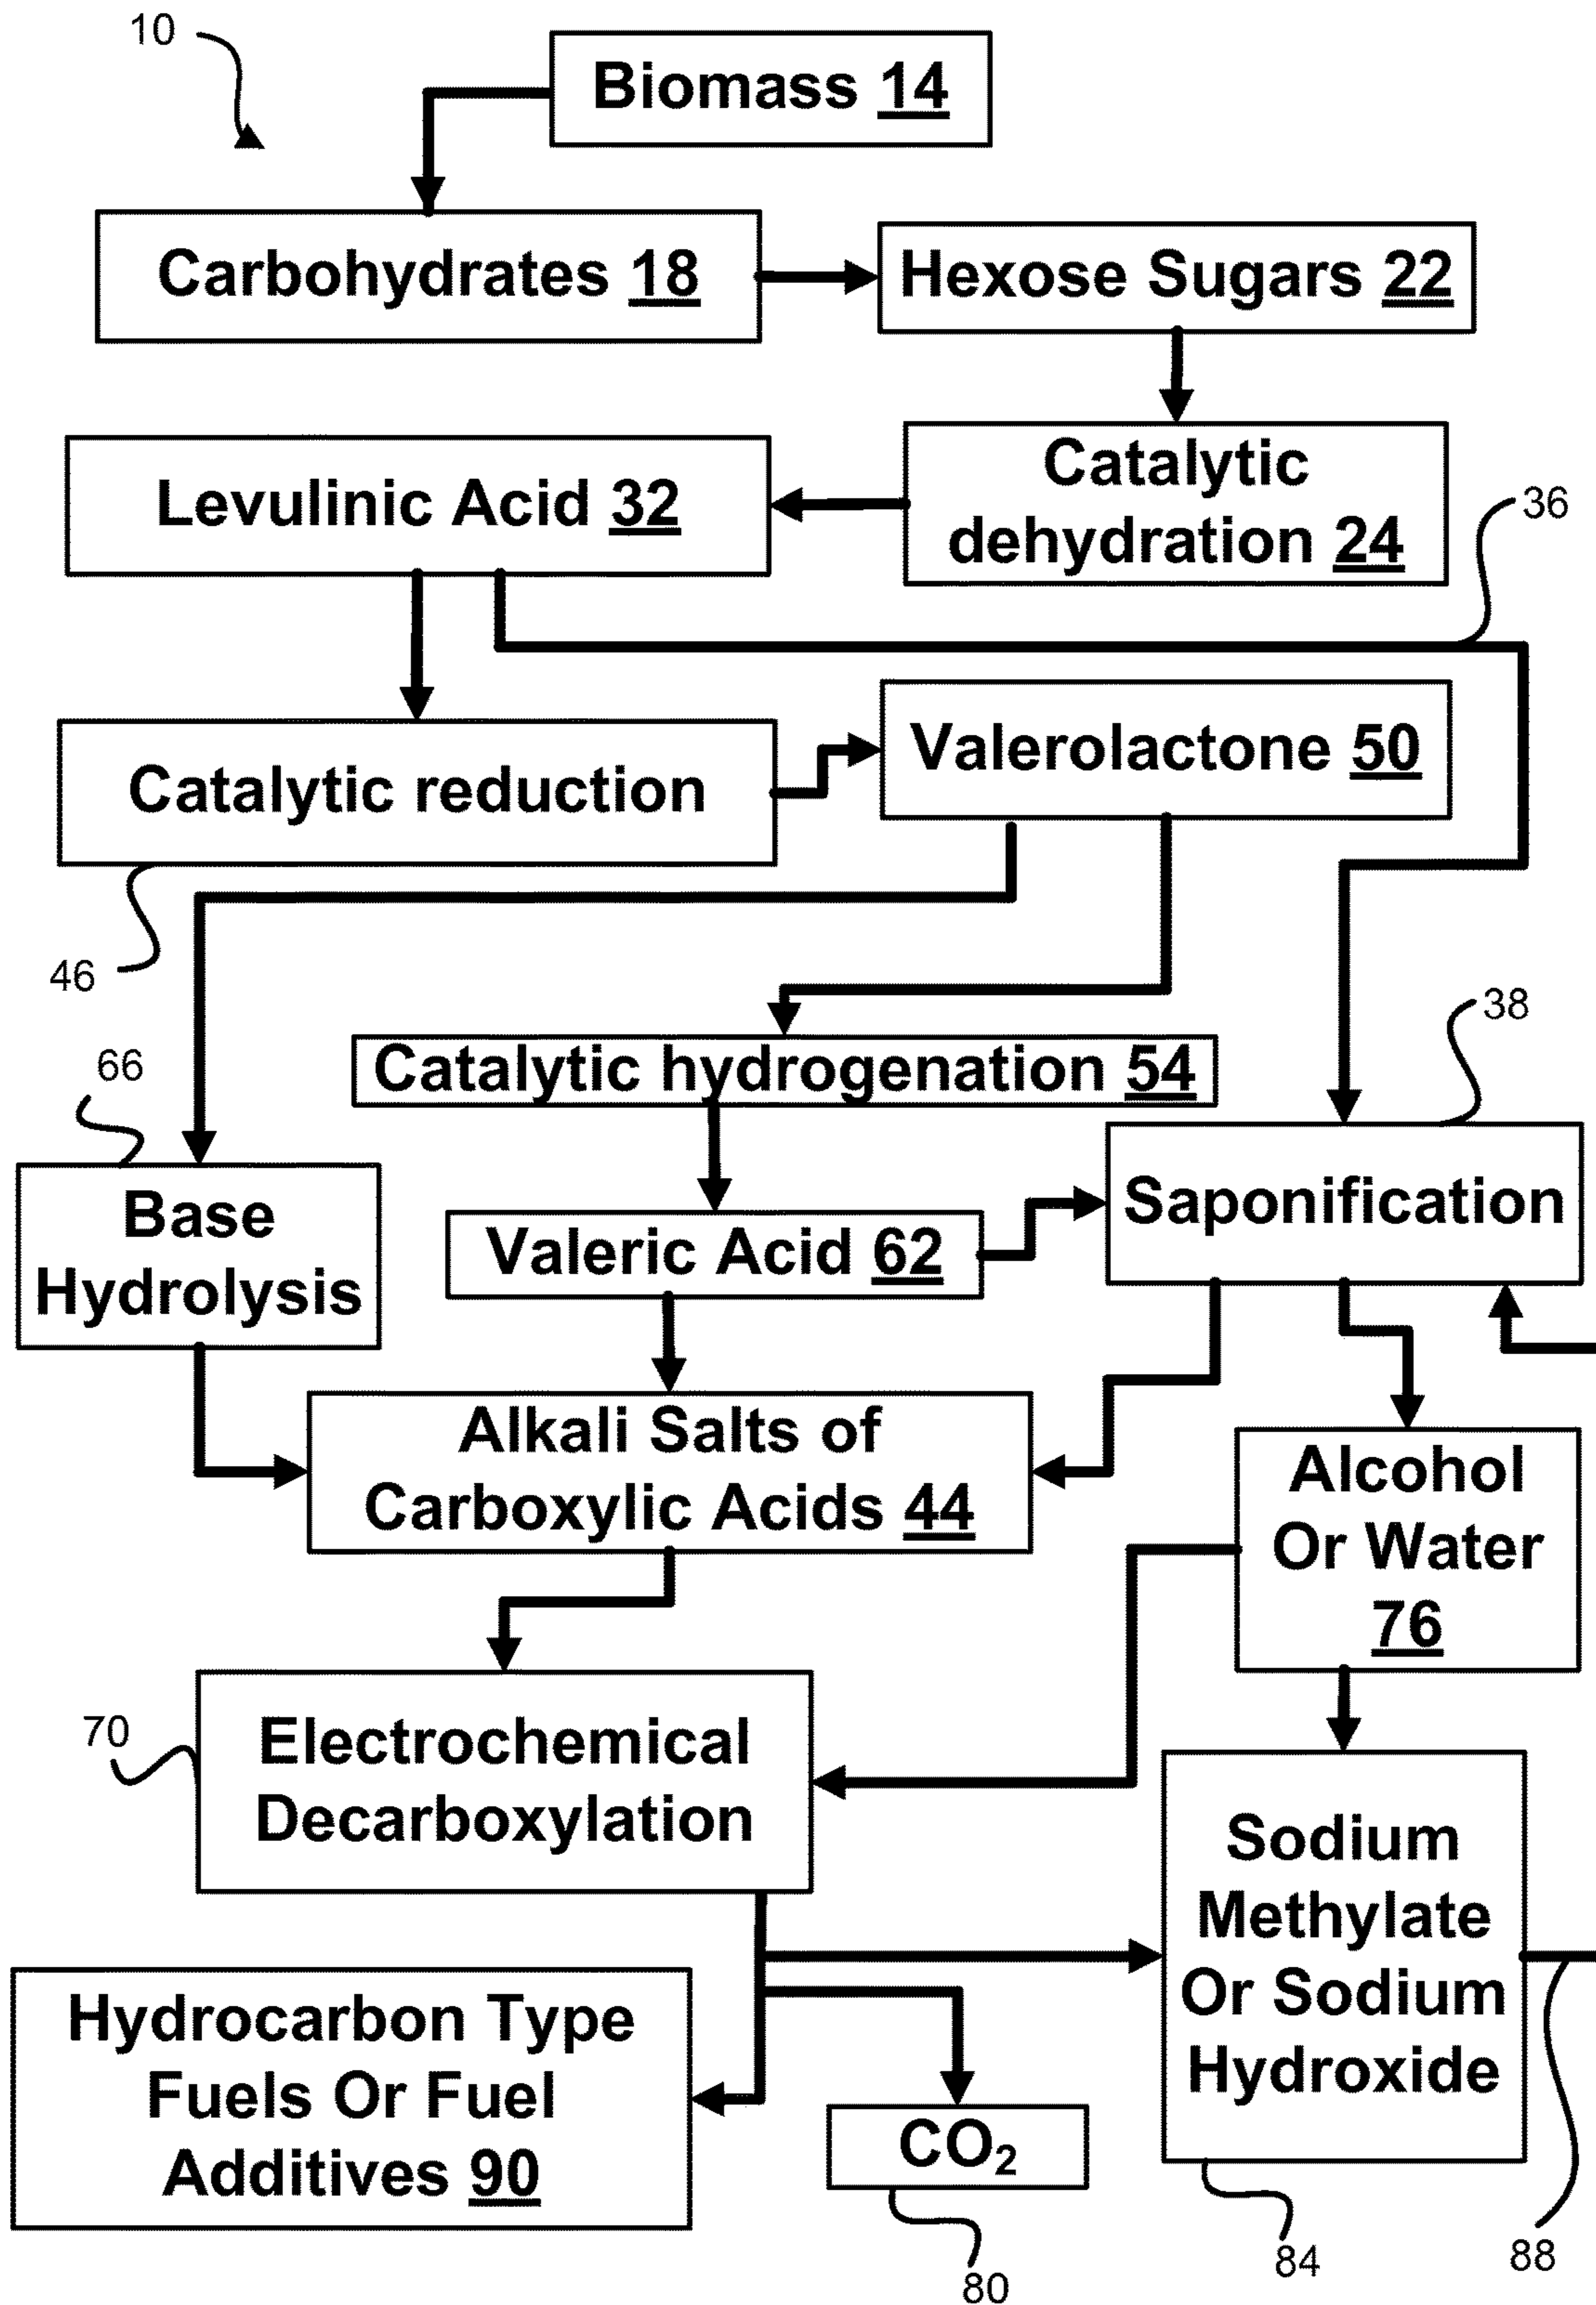 10
Biomass 14
Carbohydrates 18
Hexose Sugars 22
Catalytic
dehydration 24
Levulinic Acid 32
36
Catalytic reduction
Valerolactone 50
46
Catalytic hydrogenation 54
38
66
Base
Hydrolysis
Valeric Acid 62
Saponification
Alkali Salts of
Carboxylic Acids 44
Alcohol
Or Water
76
70
Electrochemical
Decarboxylation
Sodium
Methylate
Or Sodium
Hydroxide
Hydrocarbon Type
Fuels Or Fuel
Additives 90
CO₂
80
84
88